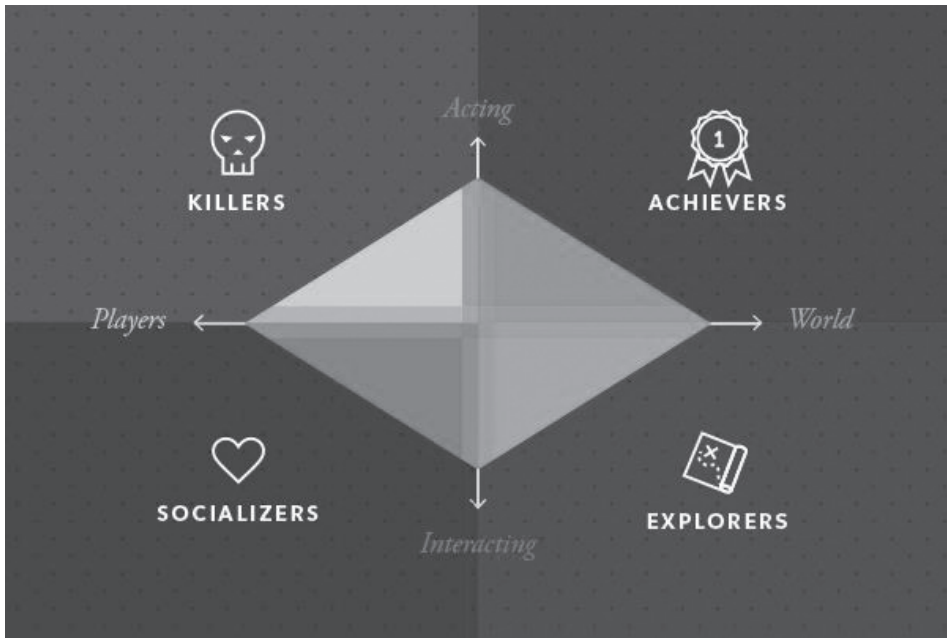 Acting
1
KILLERS
ACHIEVERS
Players
World
SOCIALIZERS
EXPLORERS
Interacting